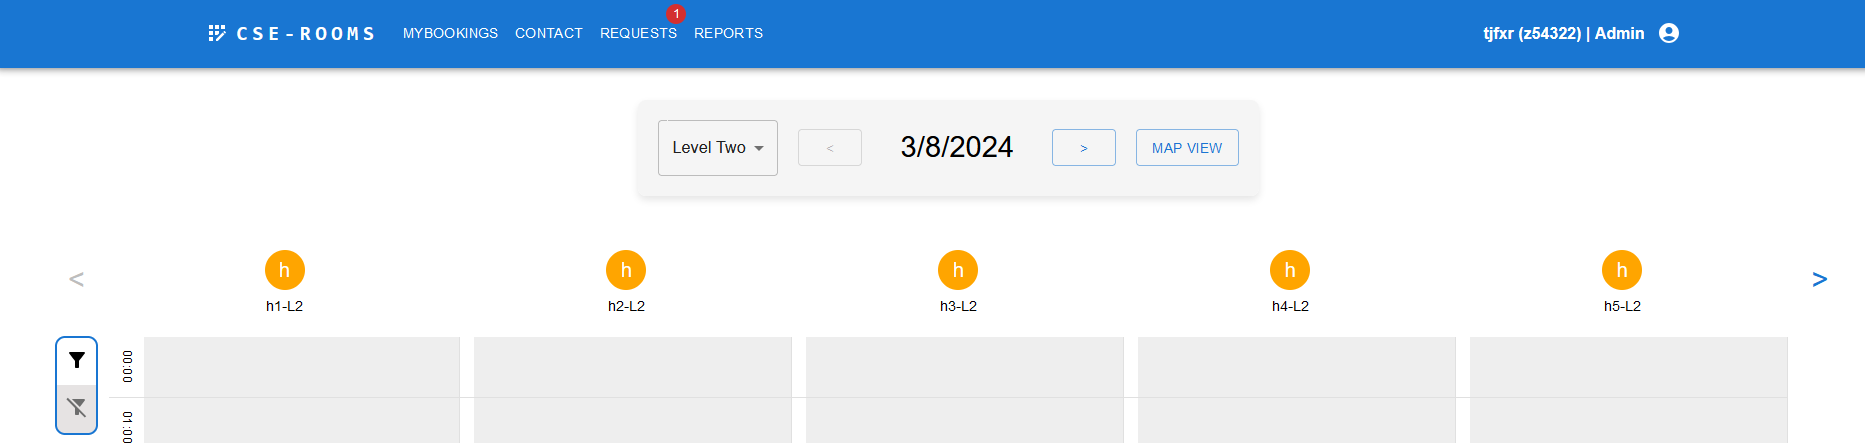 CSE-ROOMS MYBOOKINGS CONTACT REQUESTS 1 REPORTS tjfxr (z54322) | Admin
Level Two < 3/8/2024 > MAP VIEW
< h h h h h >
h1-L2 h2-L2 h3-L2 h4-L2 h5-L2
00:00
01:00